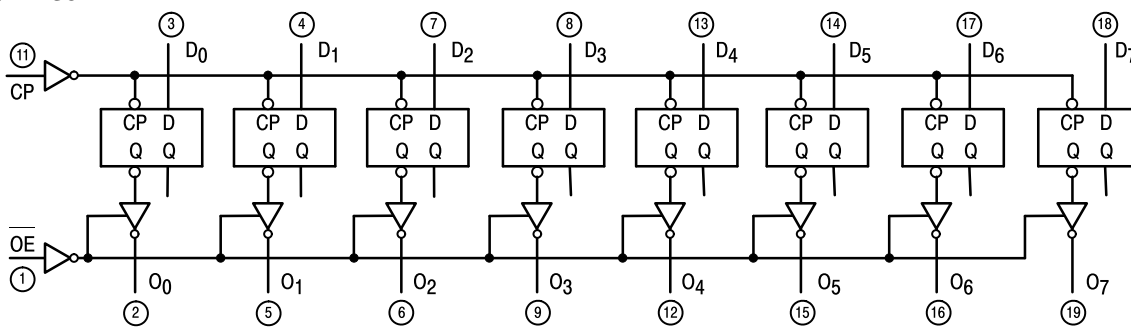 3 4 7 8 13 14 17 18
11 D0 D1 D2 D3 D4 D5 D6 D7
CP
CP D CP D CP D CP D CP D CP D CP D CP D
Q Q Q Q Q Q Q Q Q Q Q Q Q Q Q Q
OE
1 O0 O1 O2 O3 O4 O5 O6 O7
2 5 6 9 12 15 16 19